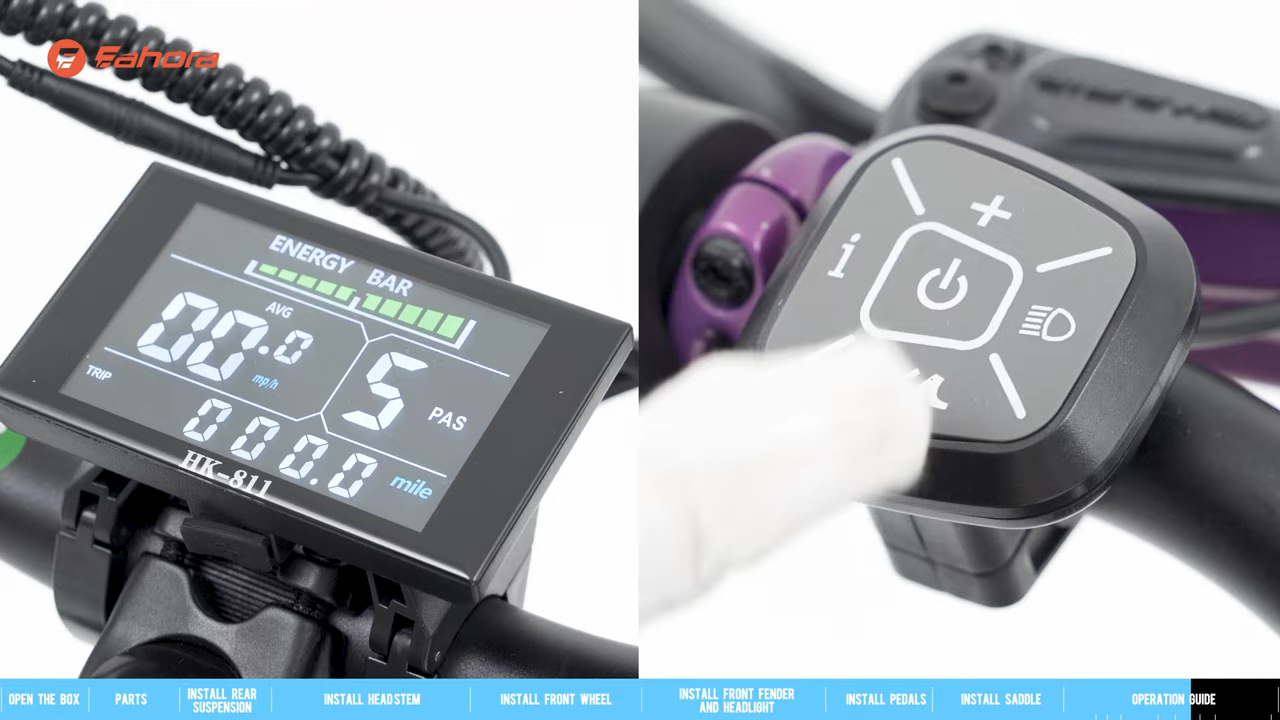 Fahora
ENERGY BAR
AVG
00.0
mp/h
5
PAS
TRIP
000.0
mile
HK-811
i
+
OPEN THE BOX
PARTS
INSTALL REAR
SUSPENSION
INSTALL HEADSTEM
INSTALL FRONT WHEEL
INSTALL FRONT FENDER
AND HEADLIGHT
INSTALL PEDALS
INSTALL SADDLE
OPERATION GUIDE